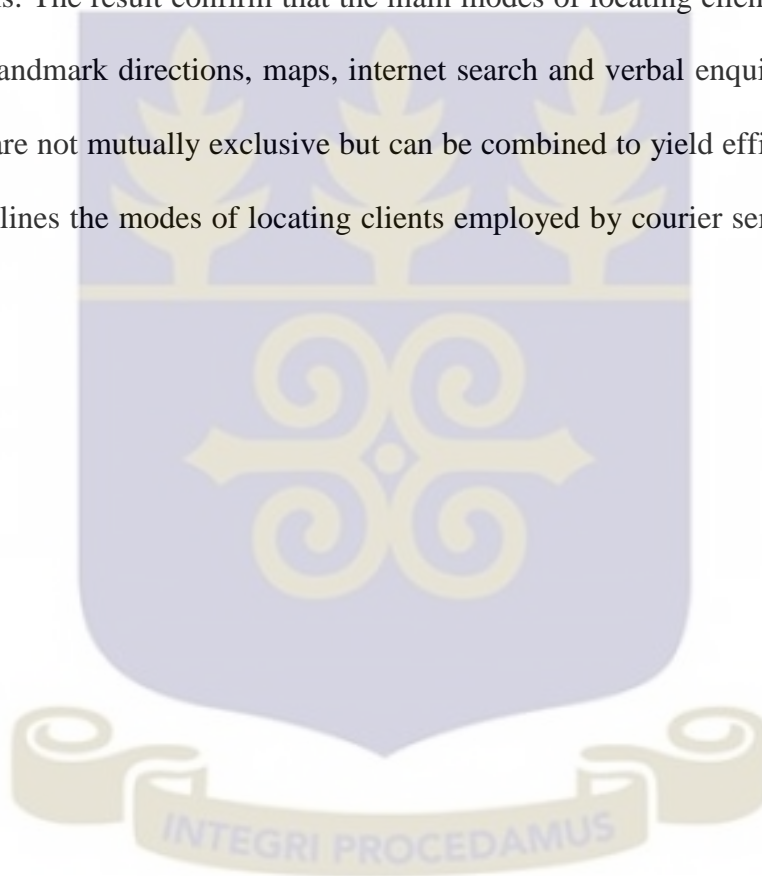 s. The result confirm that the main modes of locating clien
andmark directions, maps, internet search and verbal enqui
are not mutually exclusive but can be combined to yield effi
lines the modes of locating clients employed by courier ser
INTEGRI PROCEDAMUS